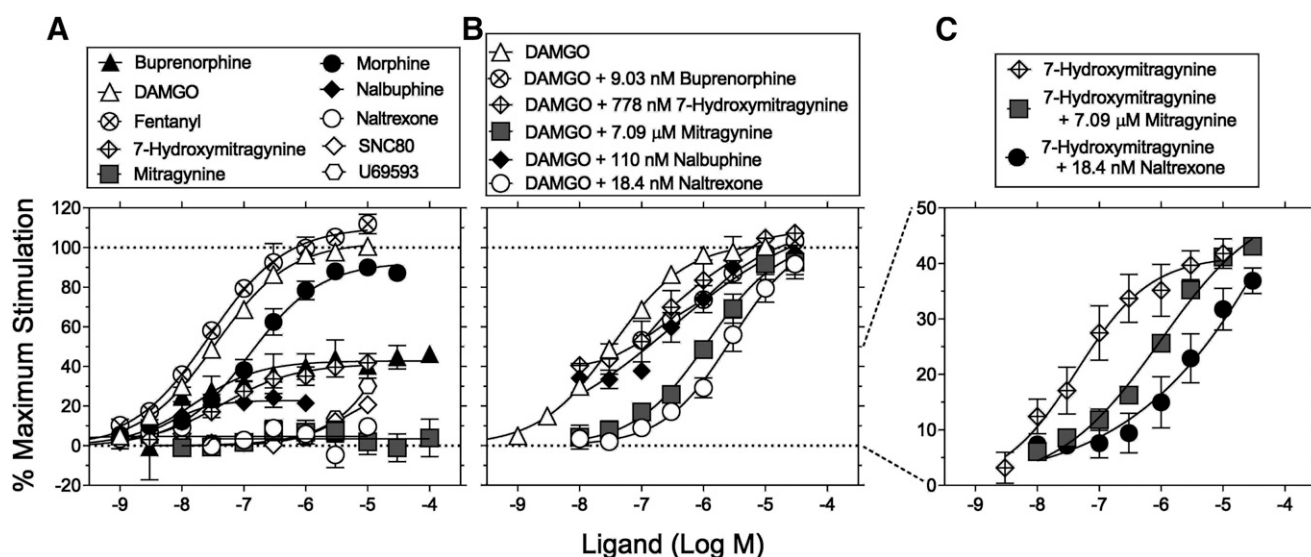 A
B
C
Buprenorphine
DAMGO
Fentanyl
7-Hydroxymitragynine
Mitragynine
Morphine
Nalbuphine
Naltrexone
SNC80
U69593
DAMGO
DAMGO + 9.03 nM Buprenorphine
DAMGO + 778 nM 7-Hydroxymitragynine
DAMGO + 7.09 μM Mitragynine
DAMGO + 110 nM Nalbuphine
DAMGO + 18.4 nM Naltrexone
7-Hydroxymitragynine
7-Hydroxymitragynine
+ 7.09 μM Mitragynine
7-Hydroxymitragynine
+ 18.4 nM Naltrexone
% Maximum Stimulation
120
100
80
60
40
20
0
-20
-9 -8 -7 -6 -5 -4
-9 -8 -7 -6 -5 -4
50
40
30
20
10
0
-9 -8 -7 -6 -5 -4
Ligand (Log M)